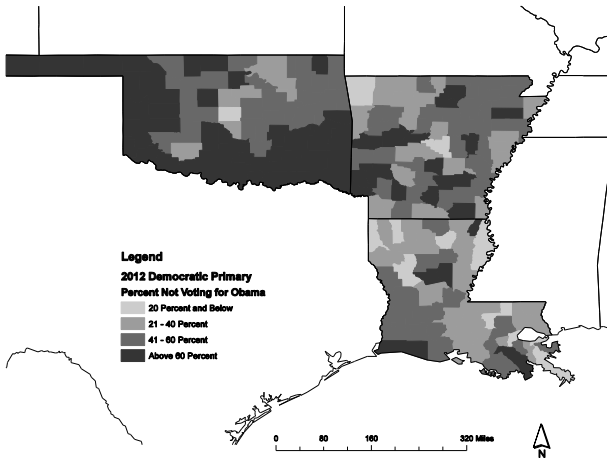 Legend
2012 Democratic Primary
Percent Not Voting for Obama
20 Percent and Below
21 - 40 Percent
41 - 60 Percent
Above 60 Percent
0 80 160 320 Miles
N